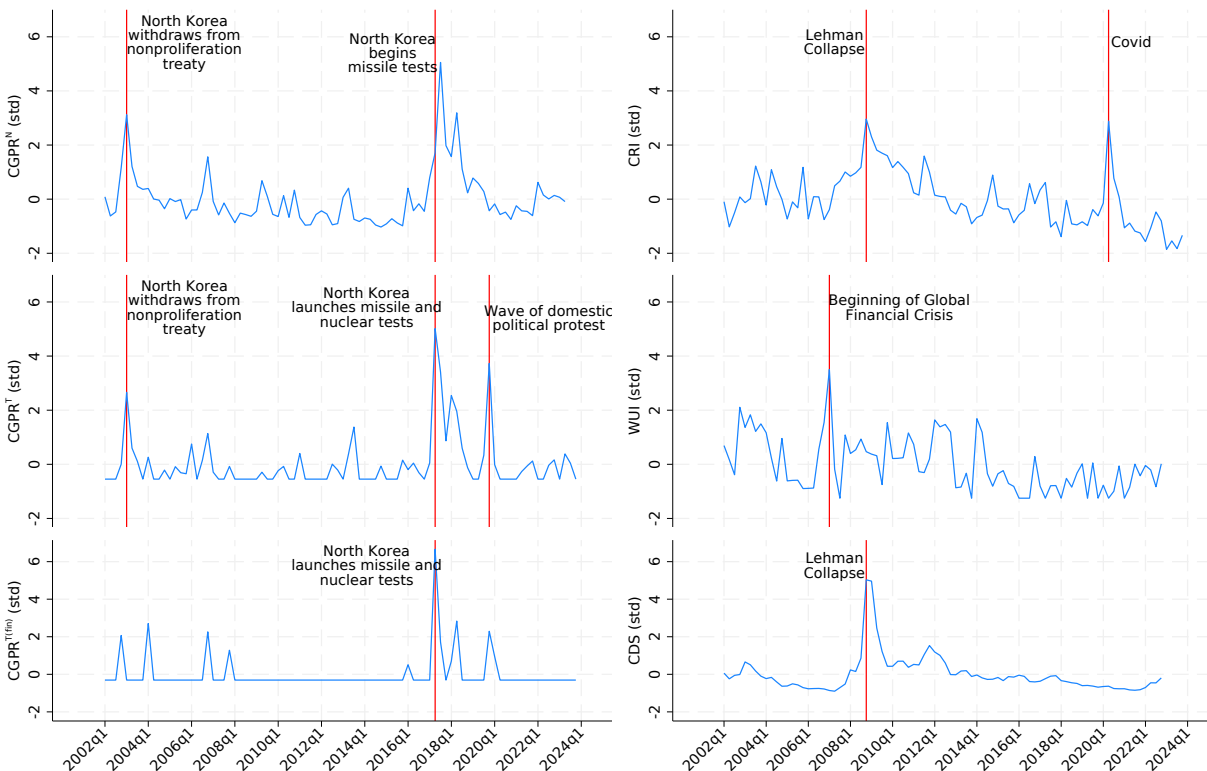 North Korea
withdraws from
nonproliferation
treaty
North Korea
begins
missile tests
CGPR^N (std)
6
4
2
0
-2
Lehman
Collapse
Covid
CRI (std)
6
4
2
0
-2
North Korea
withdraws from
nonproliferation
treaty
North Korea
launches missile and
nuclear tests
Wave of domestic
political protest
CGPR^T (std)
6
4
2
0
-2
Beginning of Global
Financial Crisis
WUI (std)
6
4
2
0
-2
North Korea
launches missile and
nuclear tests
CGPR^T(fin) (std)
6
4
2
0
-2
2002q1
2004q1
2006q1
2008q1
2010q1
2012q1
2014q1
2016q1
2018q1
2020q1
2022q1
2024q1
Lehman
Collapse
CDS (std)
6
4
2
0
-2
2002q1
2004q1
2006q1
2008q1
2010q1
2012q1
2014q1
2016q1
2018q1
2020q1
2022q1
2024q1